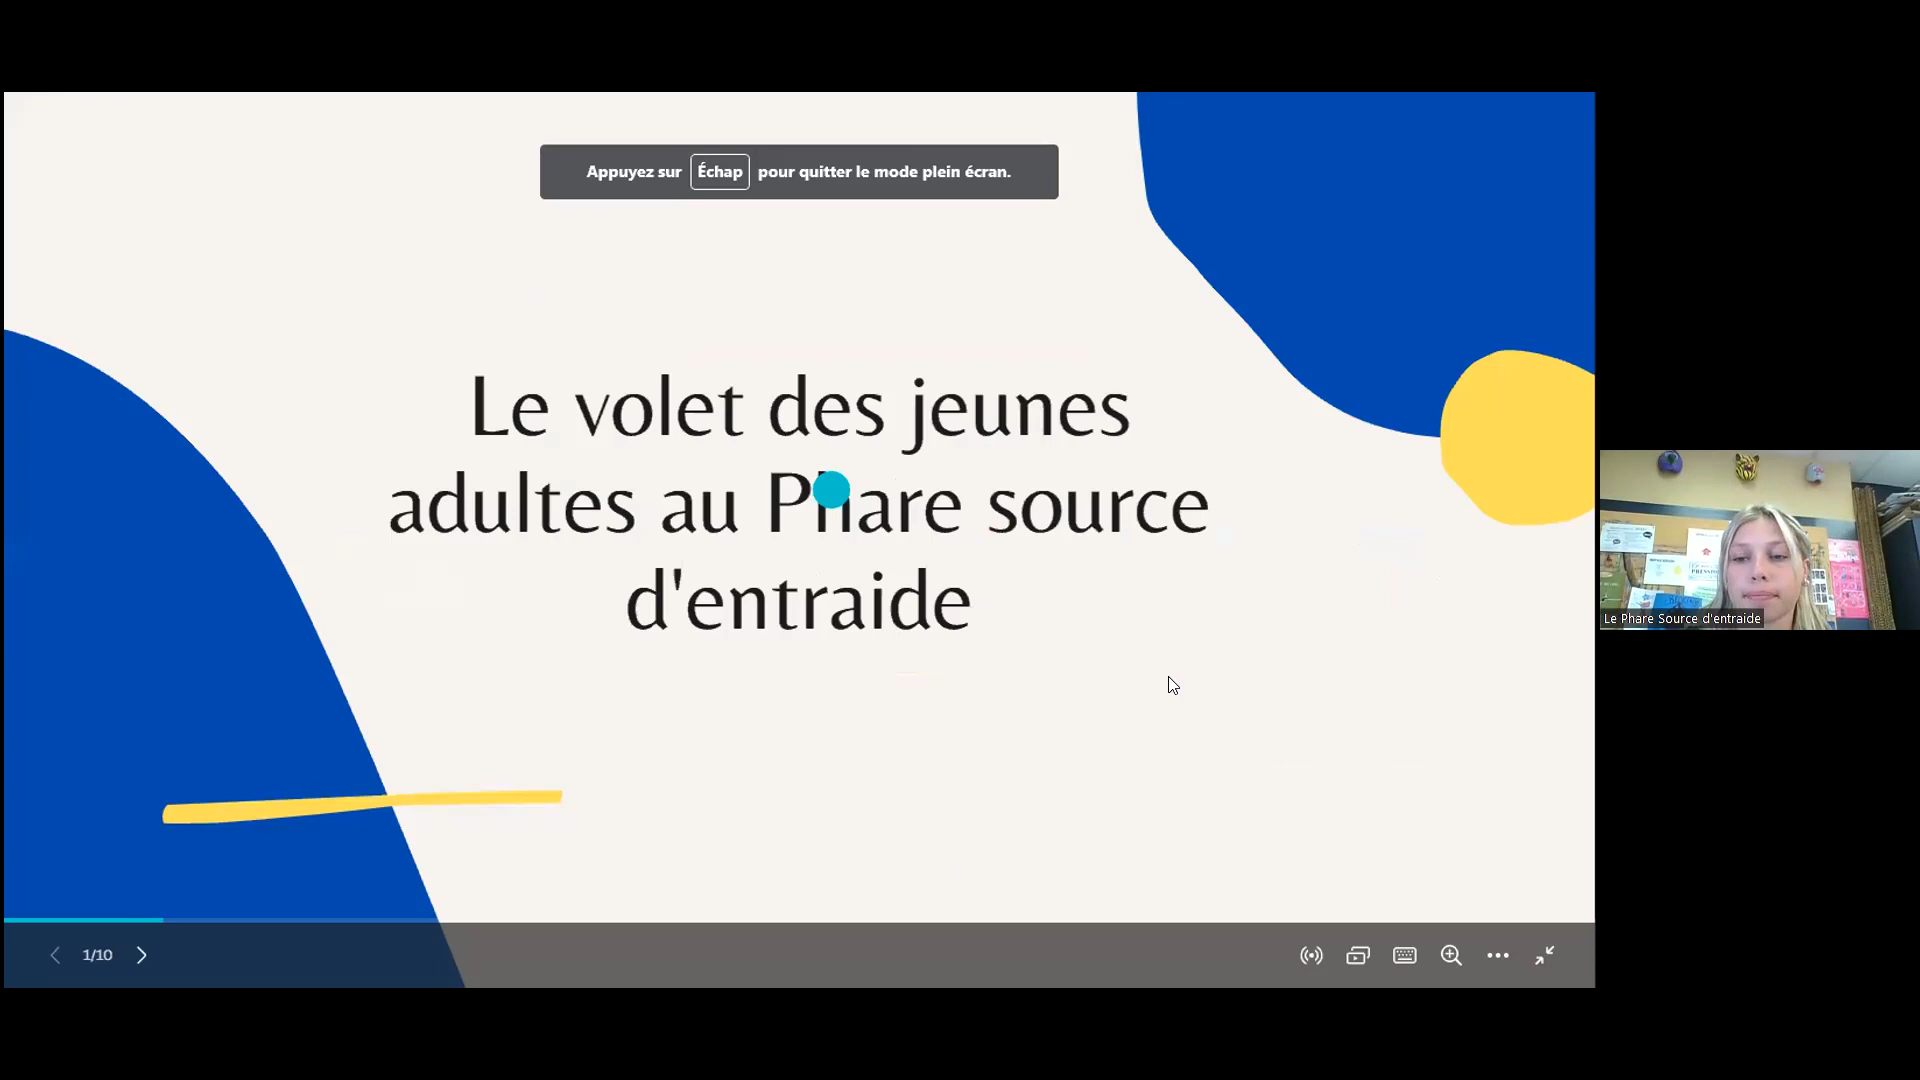 Appuyez sur Échap pour quitter le mode plein écran.
Le volet des jeunes
adultes au Phare source
d'entraide
1/10
Le Phare Source d'entraide